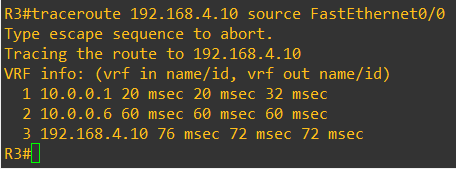 R3#traceroute 192.168.4.10 source FastEthernet0/0
Type escape sequence to abort.
Tracing the route to 192.168.4.10
VRF info: (vrf in name/id, vrf out name/id)
  1 10.0.0.1 20 msec 20 msec 32 msec
  2 10.0.0.6 60 msec 60 msec 60 msec
  3 192.168.4.10 76 msec 72 msec 72 msec
R3#